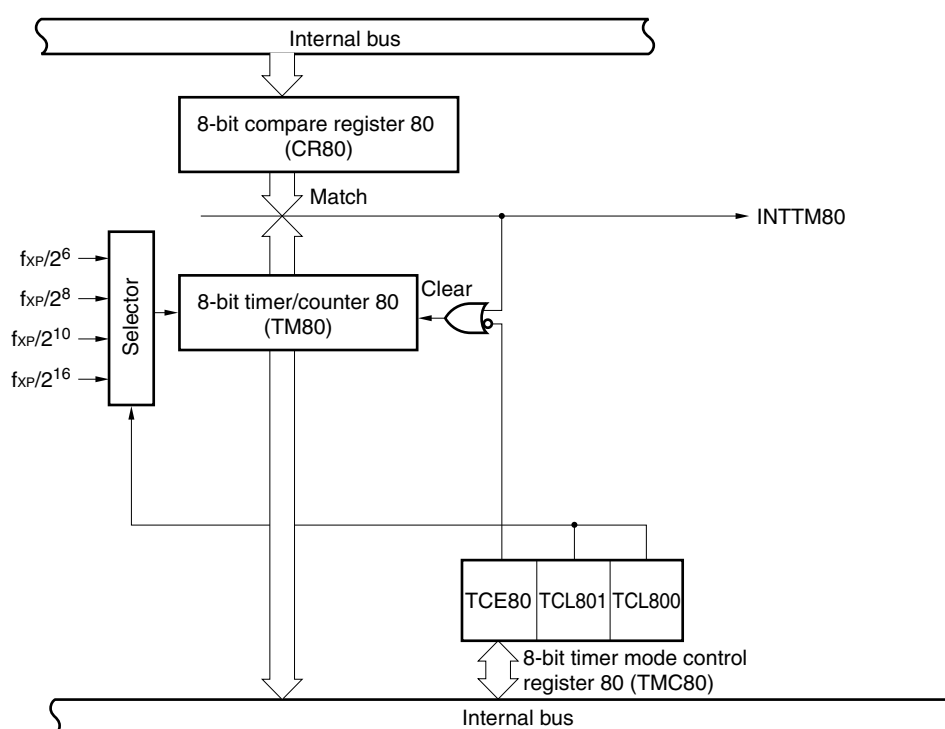 Internal bus
8-bit compare register 80
(CR80)
Match
INTTM80
fXP/2^6
fXP/2^8
fXP/2^10
fXP/2^16
Selector
8-bit timer/counter 80
(TM80)
Clear
TCE80
TCL801
TCL800
8-bit timer mode control
register 80 (TMC80)
Internal bus